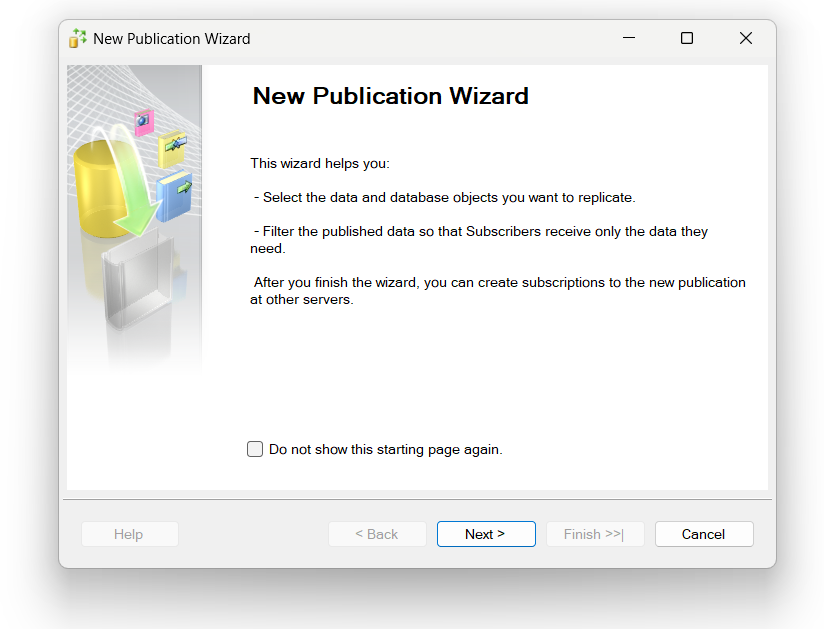 New Publication Wizard
New Publication Wizard
This wizard helps you:
- Select the data and database objects you want to replicate.
- Filter the published data so that Subscribers receive only the data they
need.
After you finish the wizard, you can create subscriptions to the new publication
at other servers.
Do not show this starting page again.
Help < Back Next > Finish >>| Cancel